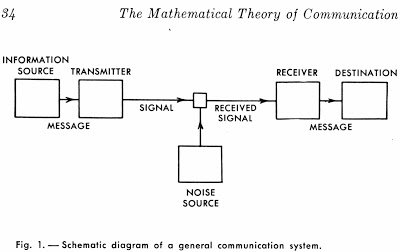 34 The Mathematical Theory of Communication
INFORMATION
SOURCE TRANSMITTER RECEIVER DESTINATION
SIGNAL RECEIVED
SIGNAL
MESSAGE MESSAGE
NOISE
SOURCE
Fig. 1. — Schematic diagram of a general communication system.